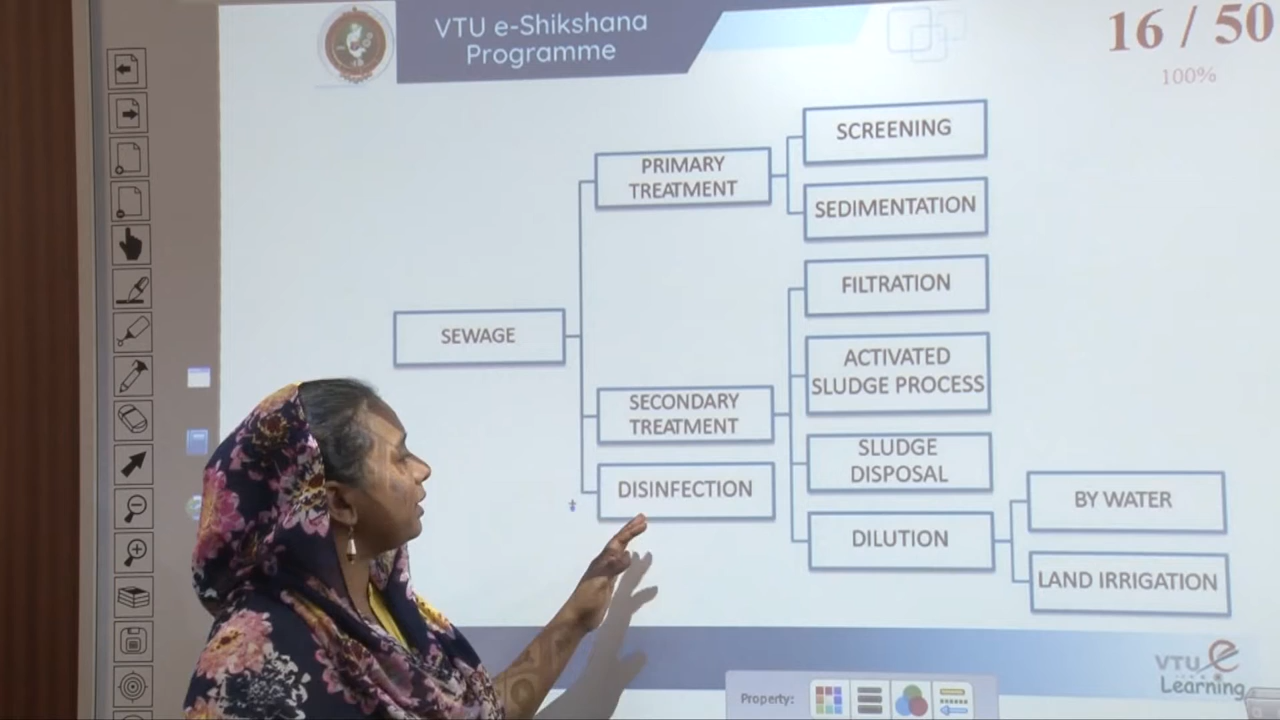 VTU e-Shikshana
Programme
16 / 50
100%
SCREENING
PRIMARY
TREATMENT
SEDIMENTATION
FILTRATION
SEWAGE
ACTIVATED
SLUDGE PROCESS
SECONDARY
TREATMENT
SLUDGE
DISPOSAL
DISINFECTION
BY WATER
DILUTION
LAND IRRIGATION
VTU e
Learning
Property: